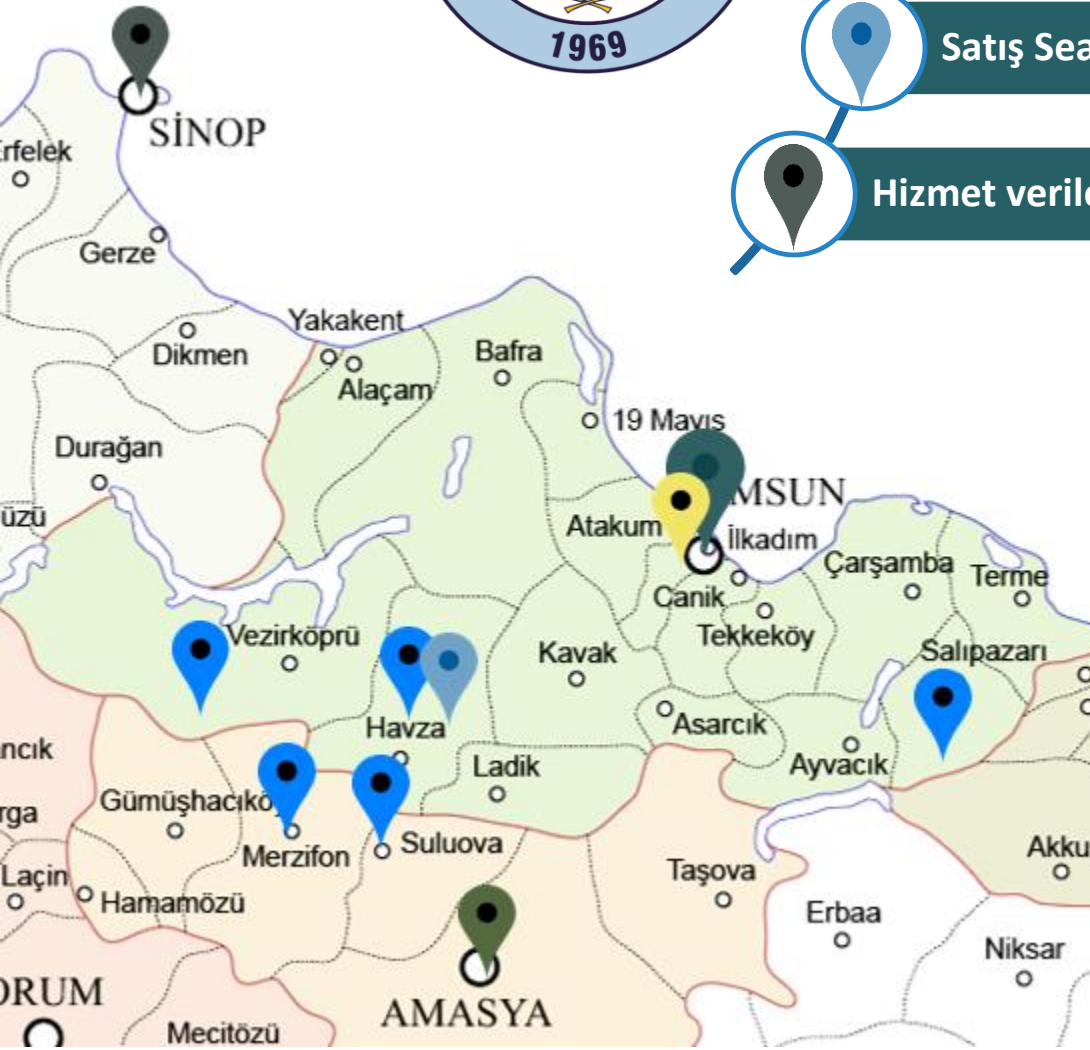 1969
Satış Sea
SİNOP
Hizmet veril
rfelek
Gerze
Yakakent
Dikmen
Bafra
Alaçam
19 Mayıs
Durağan
MSUN
üzü
Atakum
İlkadım
Çarşamba
Terme
Canik
Vezirköprü
Tekkeköy
Kavak
Salıpazarı
Havza
Asarcık
ncık
Ladik
Ayvacık
Gümüşhacıkö
rga
Suluova
Merzifon
Akku
Taşova
Laçin
Hamamözü
Erbaa
Niksar
ORUM
AMASYA
Mecitözü